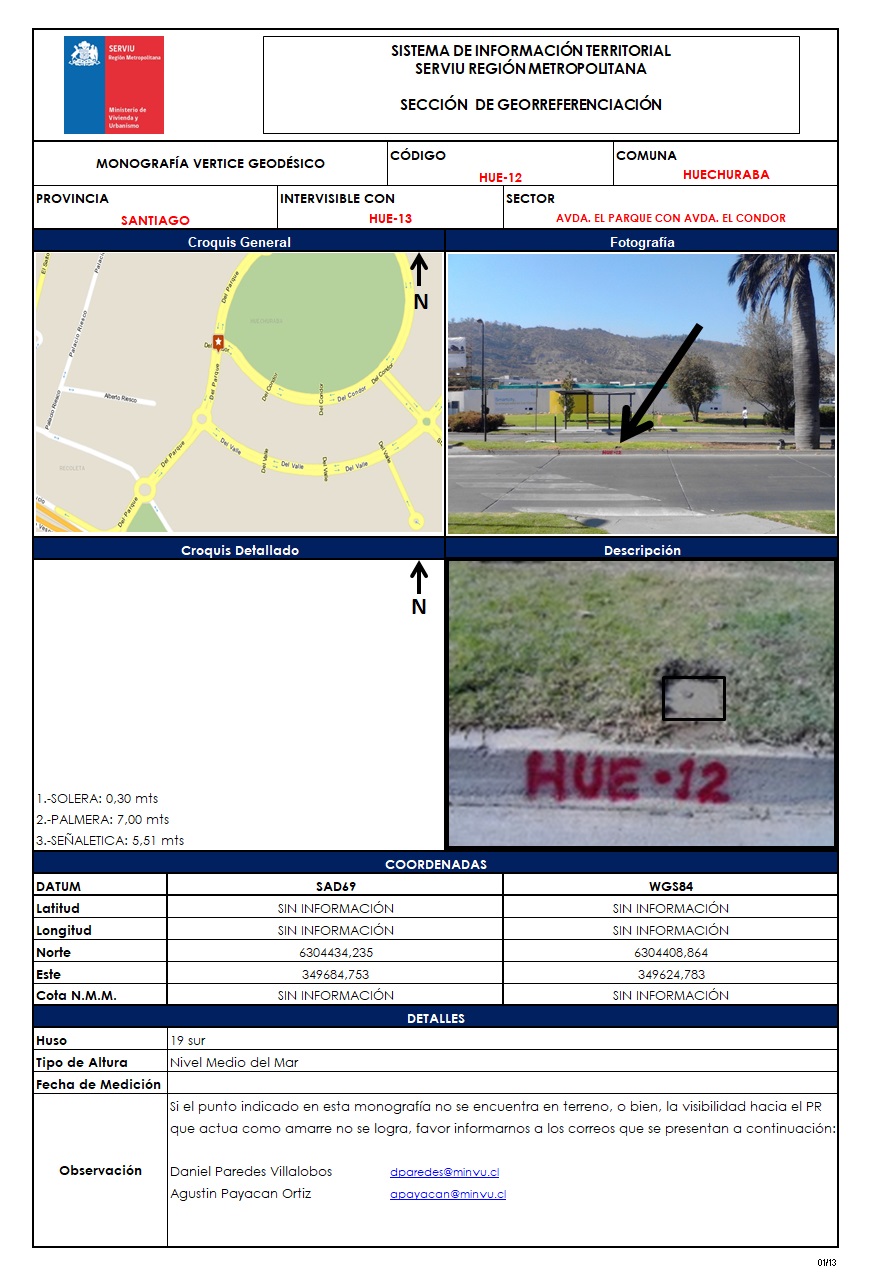 SERVIU
Región Metropolitana
Ministerio de
Vivienda y
Urbanismo
SISTEMA DE INFORMACIÓN TERRITORIAL
SERVIU REGIÓN METROPOLITANA
SECCIÓN DE GEORREFERENCIACIÓN
MONOGRAFÍA VERTICE GEODÉSICO
CÓDIGO
HUE-12
COMUNA
HUECHURABA
PROVINCIA
SANTIAGO
INTERVISIBLE CON
HUE-13
SECTOR
AVDA. EL PARQUE CON AVDA. EL CONDOR
Croquis General
Fotografía
N
Del Parque
Palacio Riesco
Palacio Riesco
Palacio Riesco
Alberto Riesco
HUECHURABA
Del Parque
Del Condor
Del Condor
Del Condor
Del Condor
Del Valle
Del Valle
Del Valle
Del Valle
Del Valle
Del Parque
Del Parque
RECOLETA
HUE-12
Croquis Detallado
Descripción
N
1.-SOLERA: 0,30 mts
2.-PALMERA: 7,00 mts
3.-SEÑALETICA: 5,51 mts
HUE-12
COORDENADAS
DATUM SAD69 WGS84
Latitud SIN INFORMACIÓN SIN INFORMACIÓN
Longitud SIN INFORMACIÓN SIN INFORMACIÓN
Norte 6304434,235 6304408,864
Este 349684,753 349624,783
Cota N.M.M. SIN INFORMACIÓN SIN INFORMACIÓN
DETALLES
Huso 19 sur
Tipo de Altura Nivel Medio del Mar
Fecha de Medición
Observación
Si el punto indicado en esta monografía no se encuentra en terreno, o bien, la visibilidad hacia el PR
que actua como amarre no se logra, favor informarnos a los correos que se presentan a continuación:
Daniel Paredes Villalobos dparedes@minvu.cl
Agustin Payacan Ortiz apayacan@minvu.cl
01/13